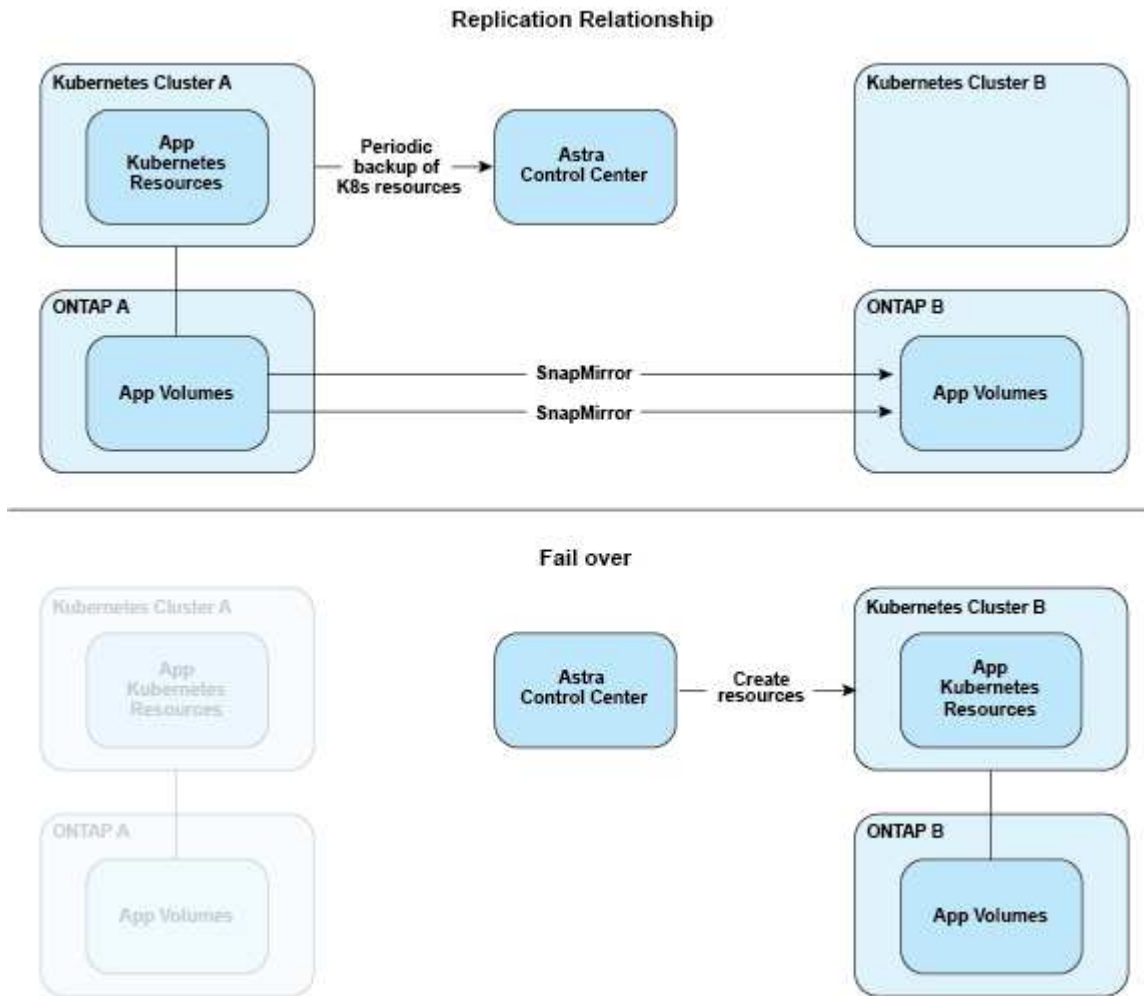 Replication Relationship
Kubernetes Cluster A
App
Kubernetes
Resources
Periodic
backup of
K8s resources
Astra
Control Center
Kubernetes Cluster B
ONTAP A
App Volumes
SnapMirror
SnapMirror
ONTAP B
App Volumes
Fail over
Kubernetes Cluster A
App
Kubernetes
Resources
Astra
Control Center
Create
resources
Kubernetes Cluster B
App
Kubernetes
Resources
ONTAP A
App Volumes
ONTAP B
App Volumes